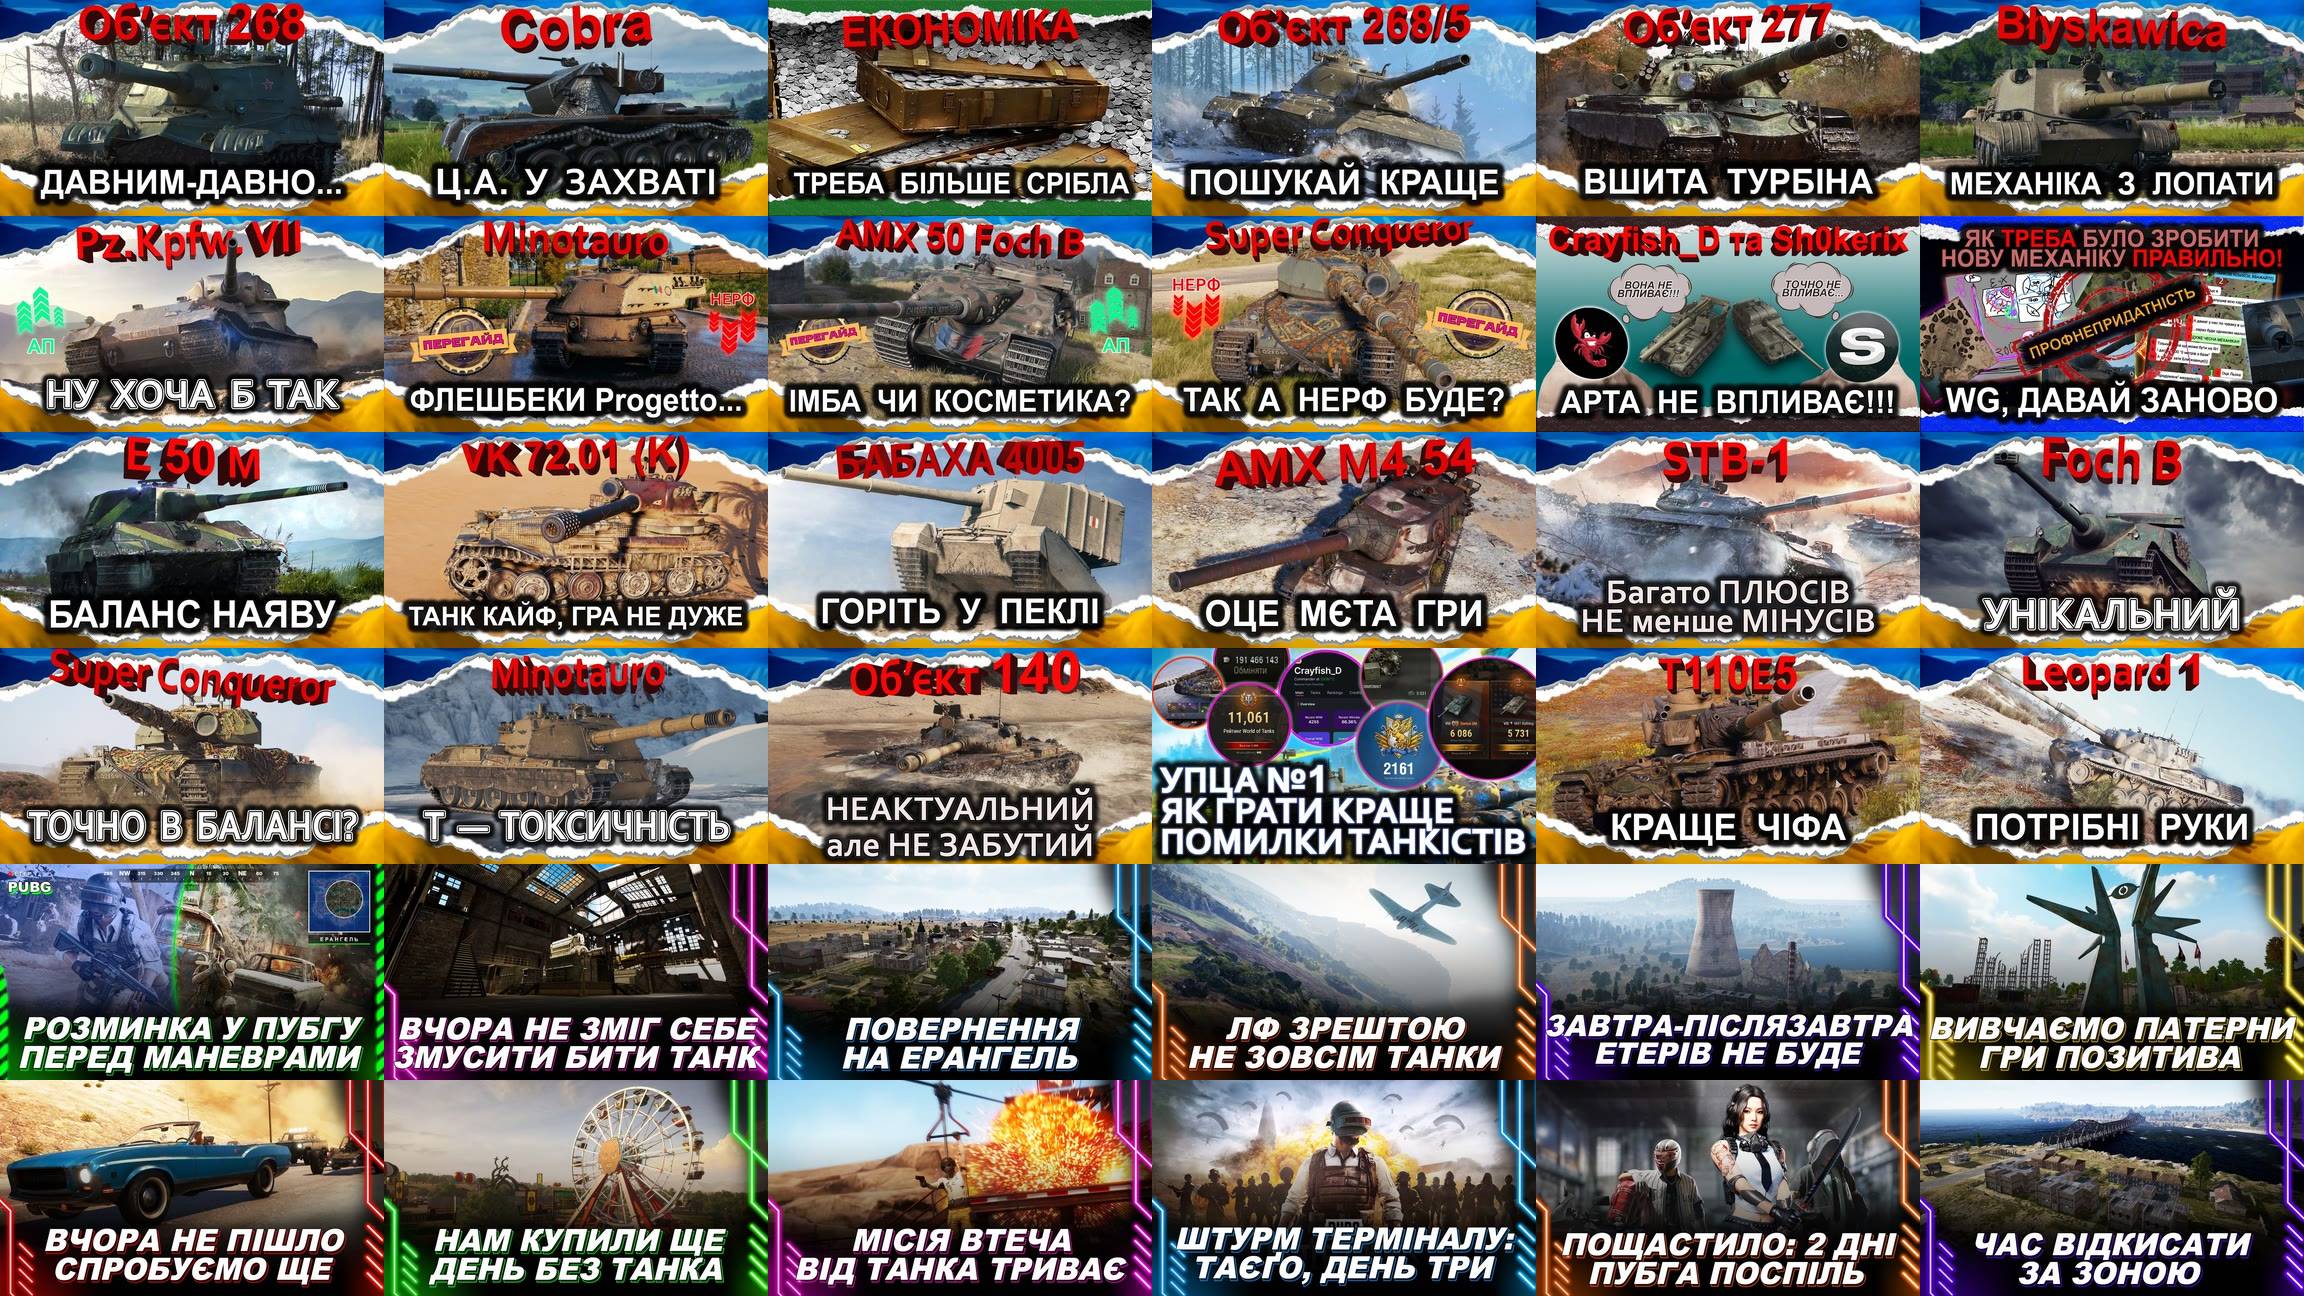 Об'єкт 268
ДАВНИМ-ДАВНО...
Cobra
Ц.А. У ЗАХВАТІ
ЕКОНОМІКА
ТРЕБА БІЛЬШЕ СРІБЛА
Об'єкт 268/5
ПОШУКАЙ КРАЩЕ
Об'єкт 277
ВШИТА ТУРБІНА
Błyskawica
МЕХАНІКА З ЛОПАТИ
Pz.Kpfw. VII
АП
НУ ХОЧА Б ТАК
Minotauro
ПЕРЕГАЙД
НЕРФ
ФЛЕШБЕКИ Progetto...
AMX 50 Foch B
ПЕРЕГАЙД
АП
ІМБА ЧИ КОСМЕТИКА?
Super Conqueror
НЕРФ
ПЕРЕГАЙД
ТАК А НЕРФ БУДЕ?
Crayfish_D та Sh0kerix
ВОНА НЕ
ВПЛИВАЄ!!!
ТОЧНО НЕ
ВПЛИВАЄ...
S
АРТА НЕ ВПЛИВАЄ!!!
ЯК ТРЕБА БУЛО ЗРОБИТИ
НОВУ МЕХАНІКУ ПРАВИЛЬНО!
ПРОФНЕПРИДАТНІСТЬ
WG, ДАВАЙ ЗАНОВО
E 50 M
БАЛАНС НАЯВУ
VK 72.01 (K)
ТАНК КАЙФ, ГРА НЕ ДУЖЕ
БАБАХА 4005
ГОРІТЬ У ПЕКЛІ
AMX M4 54
ОЦЕ МЄТА ГРИ
STB-1
Багато ПЛЮСІВ
НЕ менше МІНУСІВ
Foch B
УНІКАЛЬНИЙ
Super Conqueror
ТОЧНО В БАЛАНСІ?
Minotauro
Т — ТОКСИЧНІСТЬ
Об'єкт 140
НЕАКТУАЛЬНИЙ
але НЕ ЗАБУТИЙ
191 466 143
Обміняти
Crayfish_D
11,061
Рейтинг World of Tanks
2161
6 086
5 731
УПЦА №1
ЯК ГРАТИ КРАЩЕ
ПОМИЛКИ ТАНКІСТІВ
T110E5
КРАЩЕ ЧІФА
Leopard 1
ПОТРІБНІ РУКИ
PUBG
ЕРАНГЕЛЬ
РОЗМИНКА У ПУБГУ
ПЕРЕД МАНЕВРАМИ
ВЧОРА НЕ ЗМІГ СЕБЕ
ЗМУСИТИ БИТИ ТАНК
ПОВЕРНЕННЯ
НА ЕРАНГЕЛЬ
ЛФ ЗРЕШТОЮ
НЕ ЗОВСІМ ТАНКИ
ЗАВТРА-ПІСЛЯЗАВТРА
ЕТЕРІВ НЕ БУДЕ
ВИВЧАЄМО ПАТЕРНИ
ГРИ ПОЗИТИВА
ВЧОРА НЕ ПІШЛО
СПРОБУЄМО ЩЕ
НАМ КУПИЛИ ЩЕ
ДЕНЬ БЕЗ ТАНКА
МІСІЯ ВТЕЧА
ВІД ТАНКА ТРИВАЄ
ШТУРМ ТЕРМІНАЛУ:
ТАЄҐО, ДЕНЬ ТРИ
ПОЩАСТИЛО: 2 ДНІ
ПУБГА ПОСПІЛЬ
ЧАС ВІДКИСАТИ
ЗА ЗОНОЮ